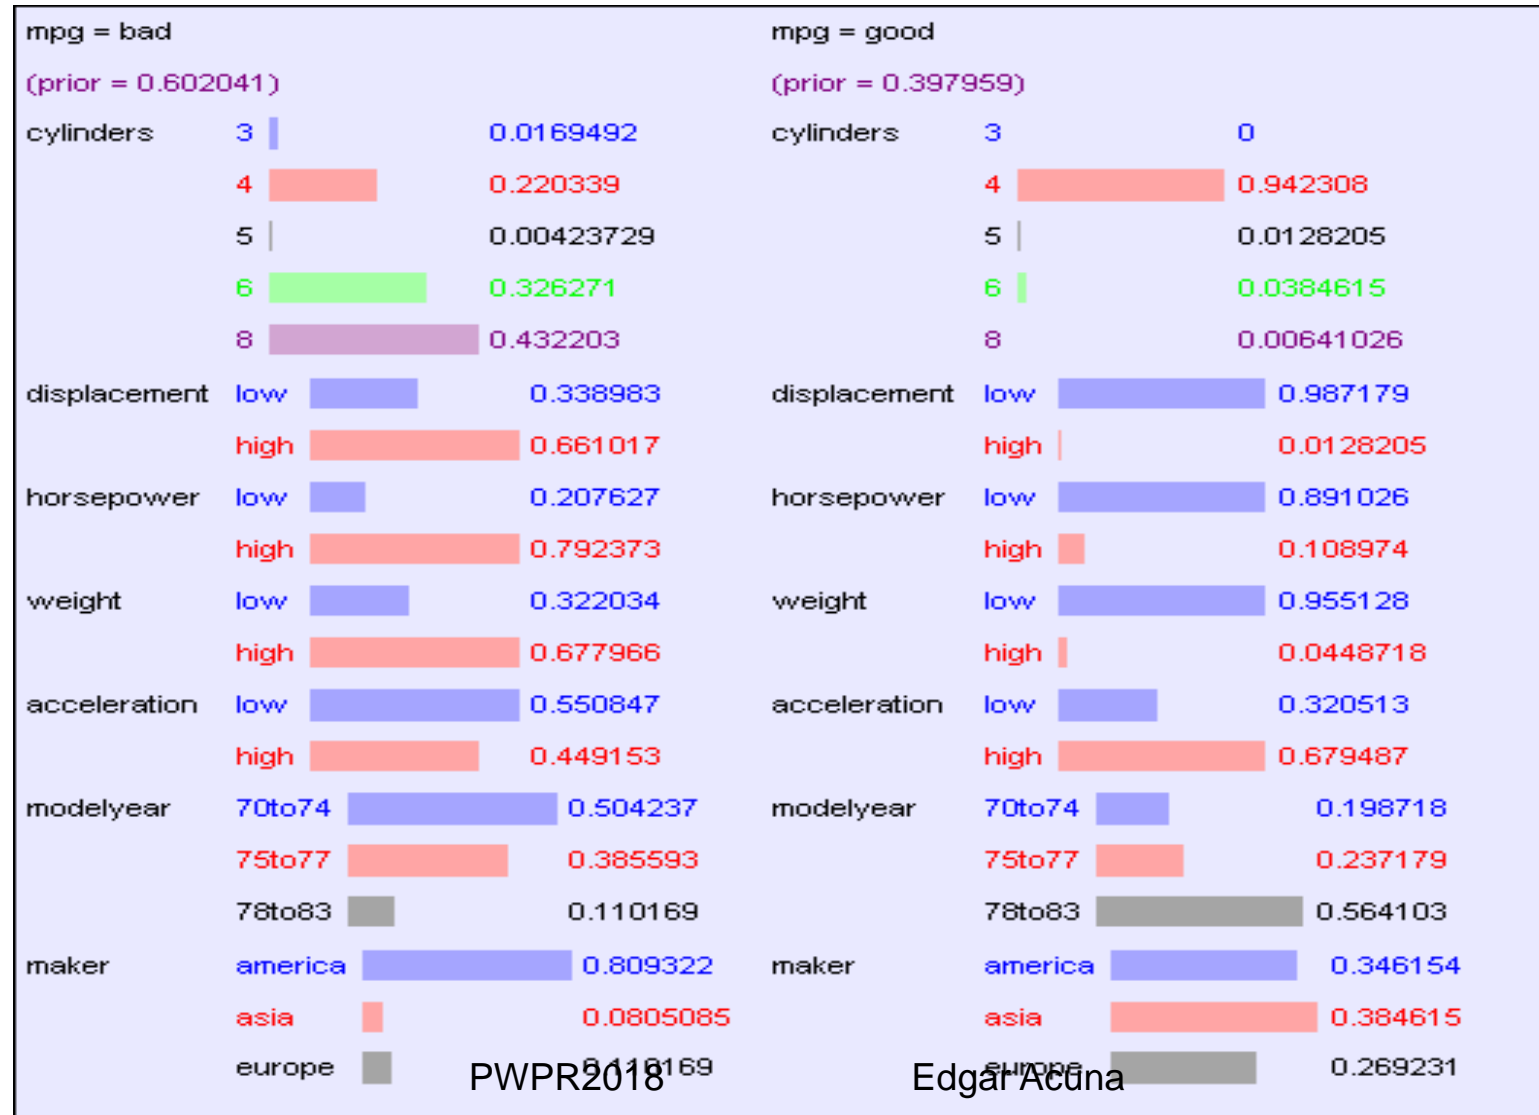 mpg = bad mpg = good
(prior = 0.602041) (prior = 0.397959)
cylinders 3 0.0169492 cylinders 3 0
4 0.220339 4 0.942308
5 0.00423729 5 0.0128205
6 0.326271 6 0.0384615
8 0.432203 8 0.00641026
displacement low 0.338983 displacement low 0.987179
high 0.661017 high 0.0128205
horsepower low 0.207627 horsepower low 0.891026
high 0.792373 high 0.108974
weight low 0.322034 weight low 0.955128
high 0.677966 high 0.0448718
acceleration low 0.550847 acceleration low 0.320513
high 0.449153 high 0.679487
modelyear 70to74 0.504237 modelyear 70to74 0.198718
75to77 0.385593 75to77 0.237179
78to83 0.110169 78to83 0.564103
maker america 0.809322 maker america 0.346154
asia 0.0805085 asia 0.384615
europe 0.110169 europe 0.269231
PWPR2018 Edgar Acuna